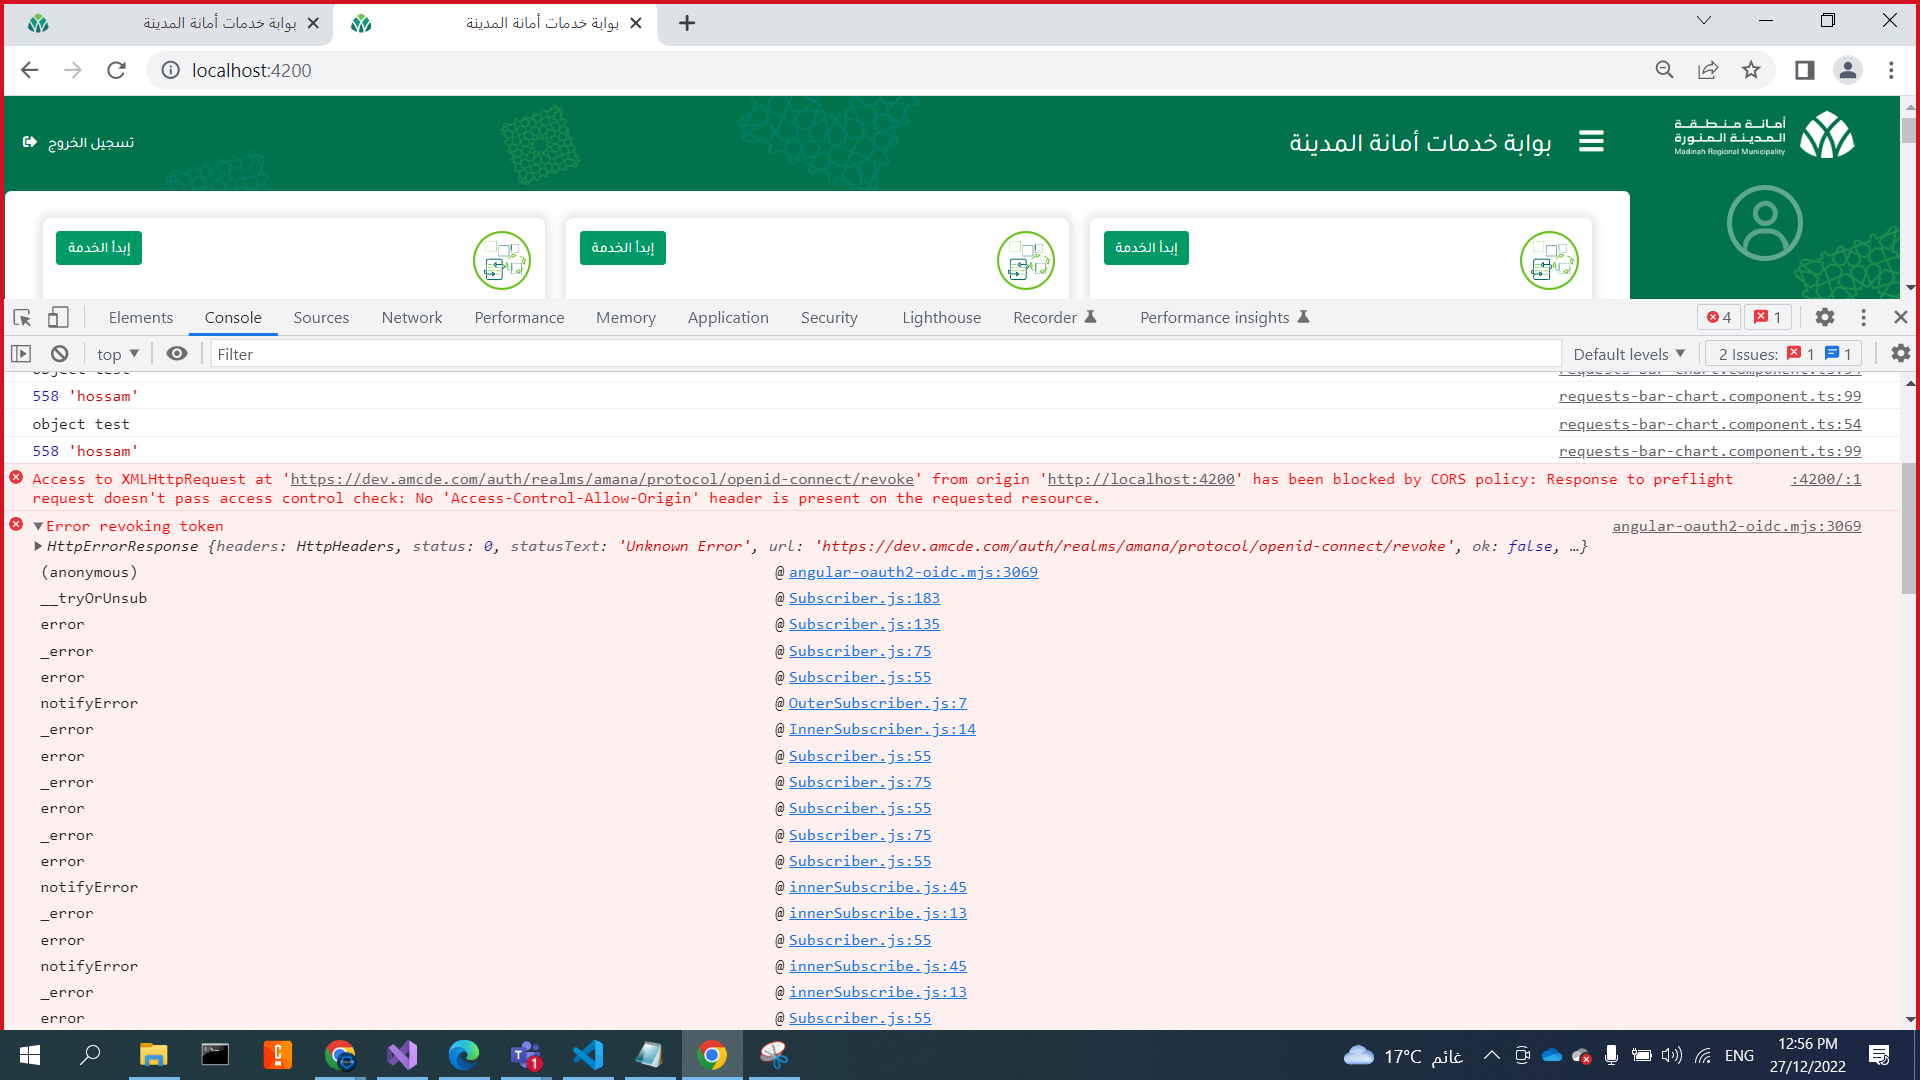 بوابة خدمات أمانة المدينة
بوابة خدمات أمانة المدينة
localhost:4200
تسجيل الخروج
بوابة خدمات أمانة المدينة
أمانـة منـطـقـة
المدينـة المنـورة
Madinah Regional Municipality
إبدأ الخدمة
إبدأ الخدمة
إبدأ الخدمة
Elements Console Sources Network Performance Memory Application Security Lighthouse Recorder Performance insights 4 1
top Filter Default levels 2 Issues: 1 1
object test requests-bar-chart.component.ts:54
558 'hossam' requests-bar-chart.component.ts:99
object test requests-bar-chart.component.ts:54
558 'hossam' requests-bar-chart.component.ts:99
Access to XMLHttpRequest at 'https://dev.amcde.com/auth/realms/amana/protocol/openid-connect/revoke' from origin 'http://localhost:4200' has been blocked by CORS policy: Response to preflight :4200/:1
request doesn't pass access control check: No 'Access-Control-Allow-Origin' header is present on the requested resource.
Error revoking token angular-oauth2-oidc.mjs:3069
HttpErrorResponse {headers: HttpHeaders, status: 0, statusText: 'Unknown Error', url: 'https://dev.amcde.com/auth/realms/amana/protocol/openid-connect/revoke', ok: false, …}
(anonymous) @ angular-oauth2-oidc.mjs:3069
__tryOrUnsub @ Subscriber.js:183
error @ Subscriber.js:135
_error @ Subscriber.js:75
error @ Subscriber.js:55
notifyError @ OuterSubscriber.js:7
_error @ InnerSubscriber.js:14
error @ Subscriber.js:55
_error @ Subscriber.js:75
error @ Subscriber.js:55
_error @ Subscriber.js:75
error @ Subscriber.js:55
notifyError @ innerSubscribe.js:45
_error @ innerSubscribe.js:13
error @ Subscriber.js:55
notifyError @ innerSubscribe.js:45
_error @ innerSubscribe.js:13
error @ Subscriber.js:55
17°C غائم ENG 12:56 PM
27/12/2022